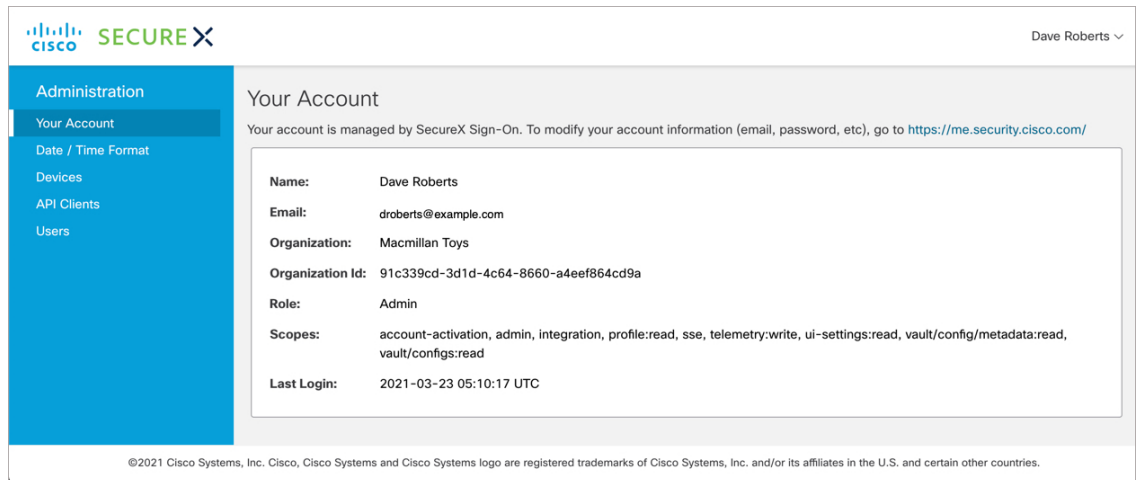 CISCO SECUREX
Dave Roberts
Administration
Your Account
Date / Time Format
Devices
API Clients
Users
Your Account
Your account is managed by SecureX Sign-On. To modify your account information (email, password, etc), go to https://me.security.cisco.com/
Name: Dave Roberts
Email: droberts@example.com
Organization: Macmillan Toys
Organization Id: 91c339cd-3d1d-4c64-8660-a4eef864cd9a
Role: Admin
Scopes: account-activation, admin, integration, profile:read, sse, telemetry:write, ui-settings:read, vault/config/metadata:read,
vault/configs:read
Last Login: 2021-03-23 05:10:17 UTC
©2021 Cisco Systems, Inc. Cisco, Cisco Systems and Cisco Systems logo are registered trademarks of Cisco Systems, Inc. and/or its affiliates in the U.S. and certain other countries.